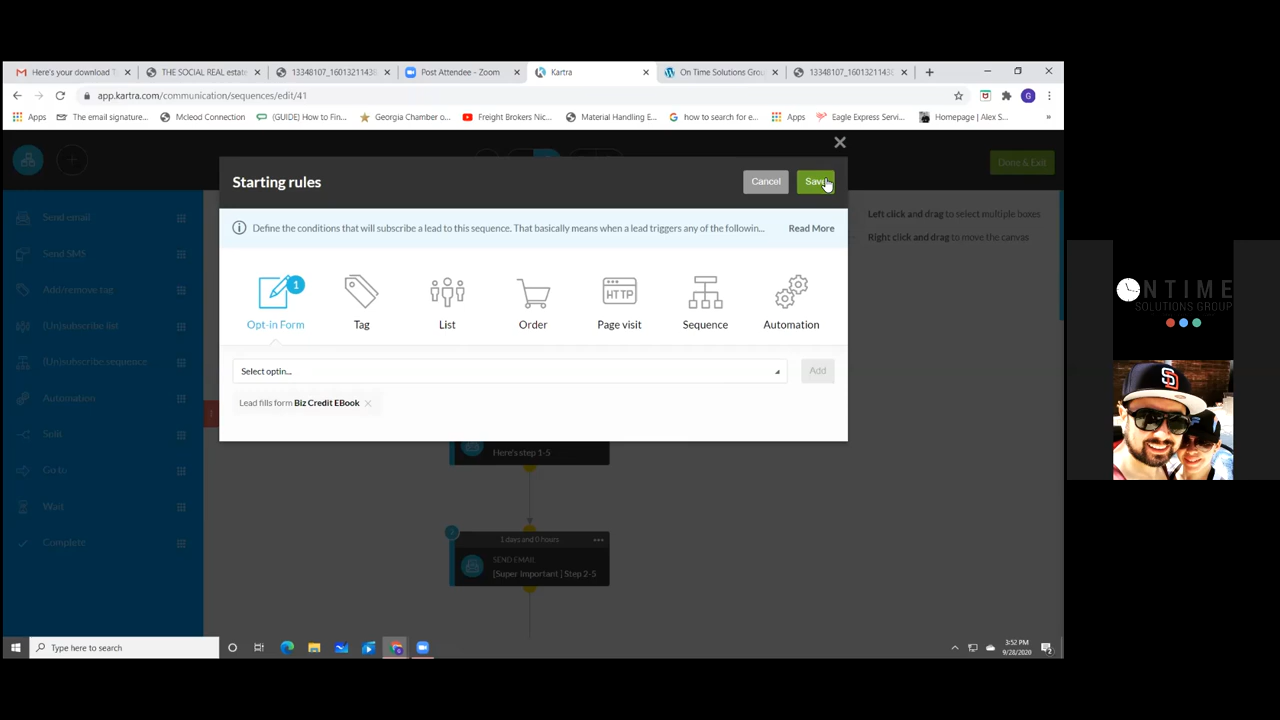 Here's your download
THE SOCIAL REAL estate
13348107_1601321143
Post Attendee - Zoom
Kartra
On Time Solutions Grou
13348107_1601321143
app.kartra.com/communication/sequences/edit/41
G
Apps
The email signature...
Mcleod Connection
(GUIDE) How to Fin...
Georgia Chamber o...
Freight Brokers Nic...
Material Handling E...
how to search for e...
Apps
Eagle Express Servi...
Homepage | Alex S...
Done & Exit
Starting rules
Cancel
Save
Define the conditions that will subscribe a lead to this sequence. That basically means when a lead triggers any of the followin...
Read More
1
HTTP
Opt-in Form
Tag
List
Order
Page visit
Sequence
Automation
Select optin...
Add
Lead fills form Biz Credit EBook
Send email
Send SMS
Add/remove tag
(Un)subscribe list
(Un)subscribe sequence
Automation
Split
Go to
Wait
Complete
Left click and drag to select multiple boxes
Right click and drag to move the canvas
Here's step 1-5
1 days and 0 hours
SEND EMAIL
[Super Important] Step 2-5
Type here to search
3:52 PM
9/28/2020
2
ONTIME
SOLUTIONS GROUP